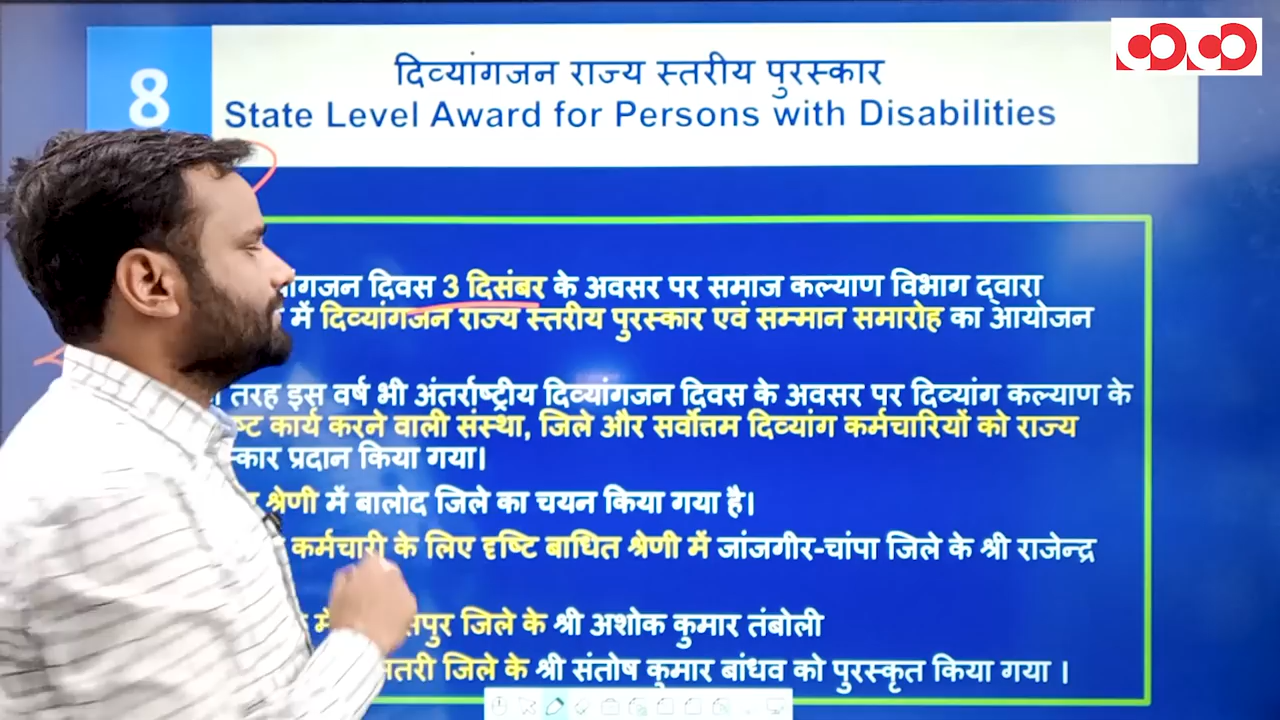 8
दिव्यांगजन राज्य स्तरीय पुरस्कार
State Level Award for Persons with Disabilities
दिवस 3 दिसंबर के अवसर पर समाज कल्याण विभाग द्वारा
में दिव्यांगजन राज्य स्तरीय पुरस्कार एवं सम्मान समारोह का आयोजन
तरह इस वर्ष भी अंतर्राष्ट्रीय दिव्यांगजन दिवस के अवसर पर दिव्यांग कल्याण के
कार्य करने वाली संस्था, जिले और सर्वोत्तम दिव्यांग कर्मचारियों को राज्य
प्रदान किया गया।
श्रेणी में बालोद जिले का चयन किया गया है।
कर्मचारी के लिए दृष्टि बाधित श्रेणी में जांजगीर-चांपा जिले के श्री राजेन्द्र
जिले के श्री अशोक कुमार तंबोली
जिले के श्री संतोष कुमार बांधव को पुरस्कृत किया गया ।